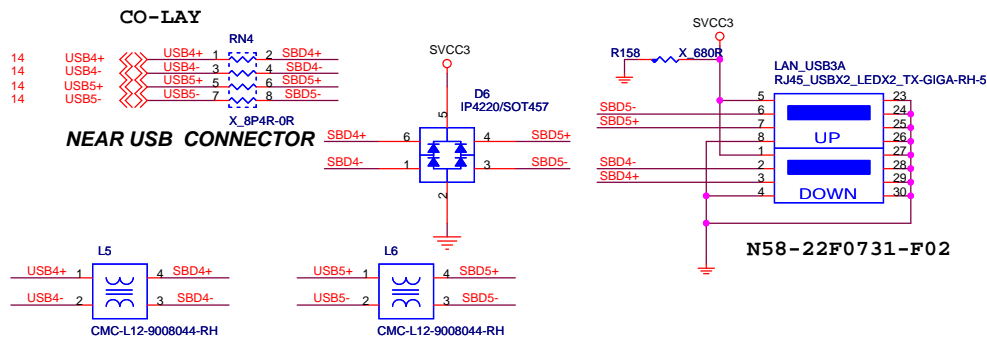 CO-LAY
RN4
14 USB4+ USB4+ 1 2 SBD4+
14 USB4- USB4- 3 4 SBD4-
14 USB5+ USB5+ 5 6 SBD5+
14 USB5- USB5- 7 8 SBD5-
X_8P4R-0R
NEAR USB CONNECTOR
SVCC3
D6
IP4220/SOT457
5
SBD4+ 6 4 SBD5+
SBD4- 1 3 SBD5-
2
SVCC3
R158 X_680R
LAN_USB3A
RJ45_USBX2_LEDX2_TX-GIGA-RH-5
5 23
SBD5- 6 24
SBD5+ 7 25
8 UP 26
1 27
SBD4- 2 28
SBD4+ 3 29
4 DOWN 30
N58-22F0731-F02
L5
USB4+ 1 4 SBD4+
USB4- 2 3 SBD4-
CMC-L12-9008044-RH
L6
USB5+ 1 4 SBD5+
USB5- 2 3 SBD5-
CMC-L12-9008044-RH